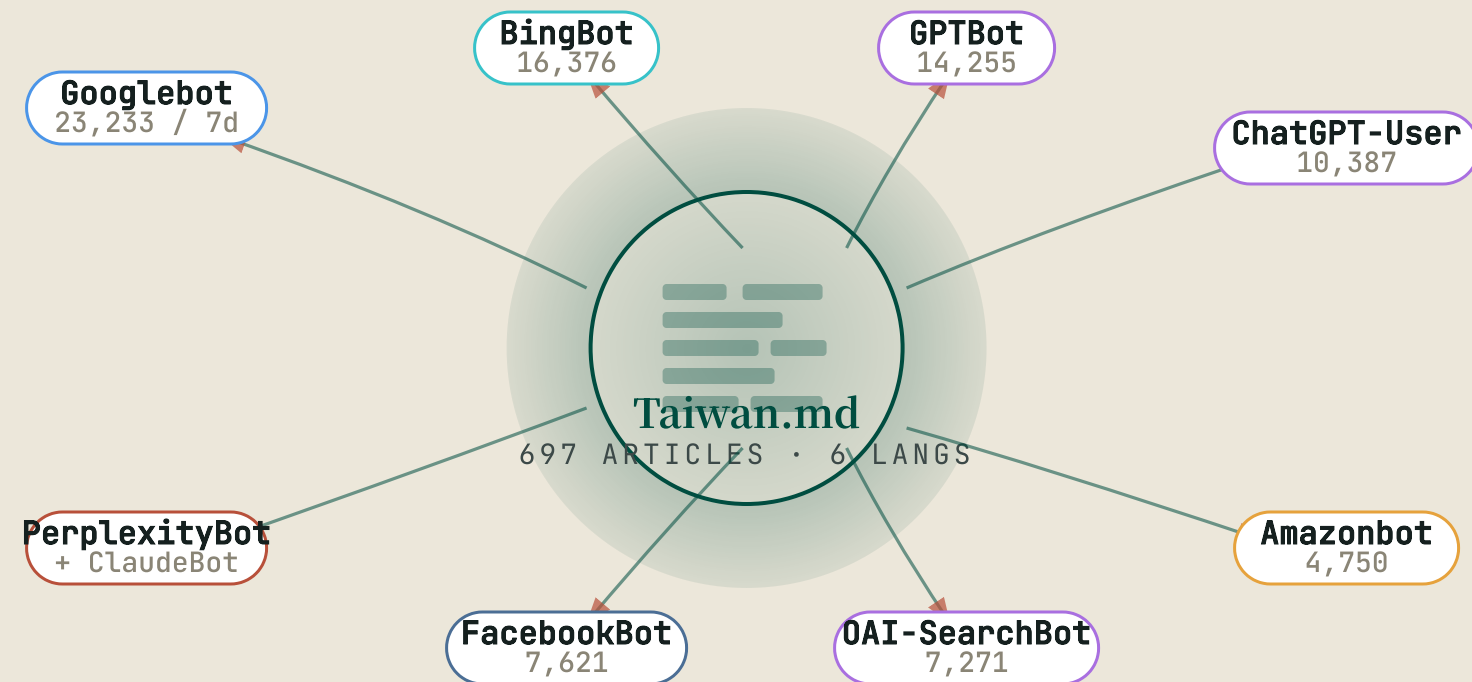 BingBot
16,376
GPTBot
14,255
Googlebot
23,233 / 7d
ChatGPT-User
10,387
Taiwan.md
697 ARTICLES · 6 LANGS
PerplexityBot
+ ClaudeBot
Amazonbot
4,750
FacebookBot
7,621
OAI-SearchBot
7,271